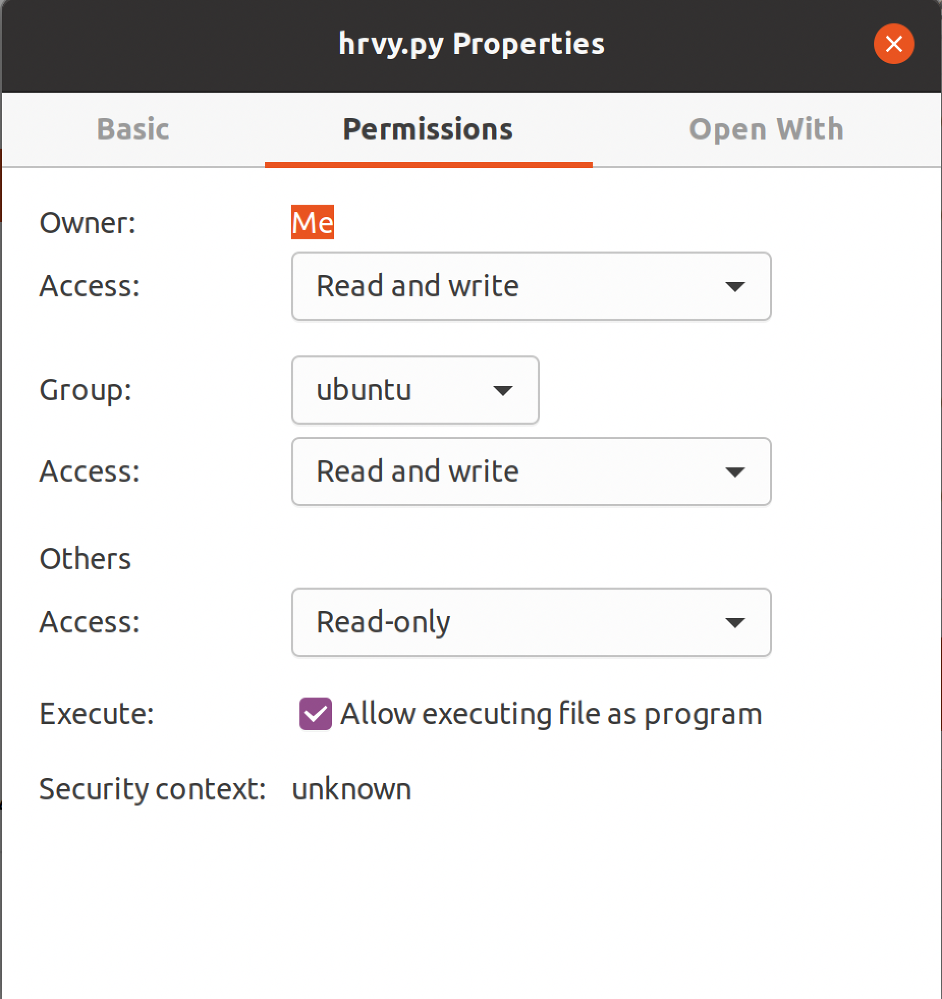 hrvy.py Properties
Basic Permissions Open With
Owner: Me
Access: Read and write
Group: ubuntu
Access: Read and write
Others
Access: Read-only
Execute: Allow executing file as program
Security context: unknown